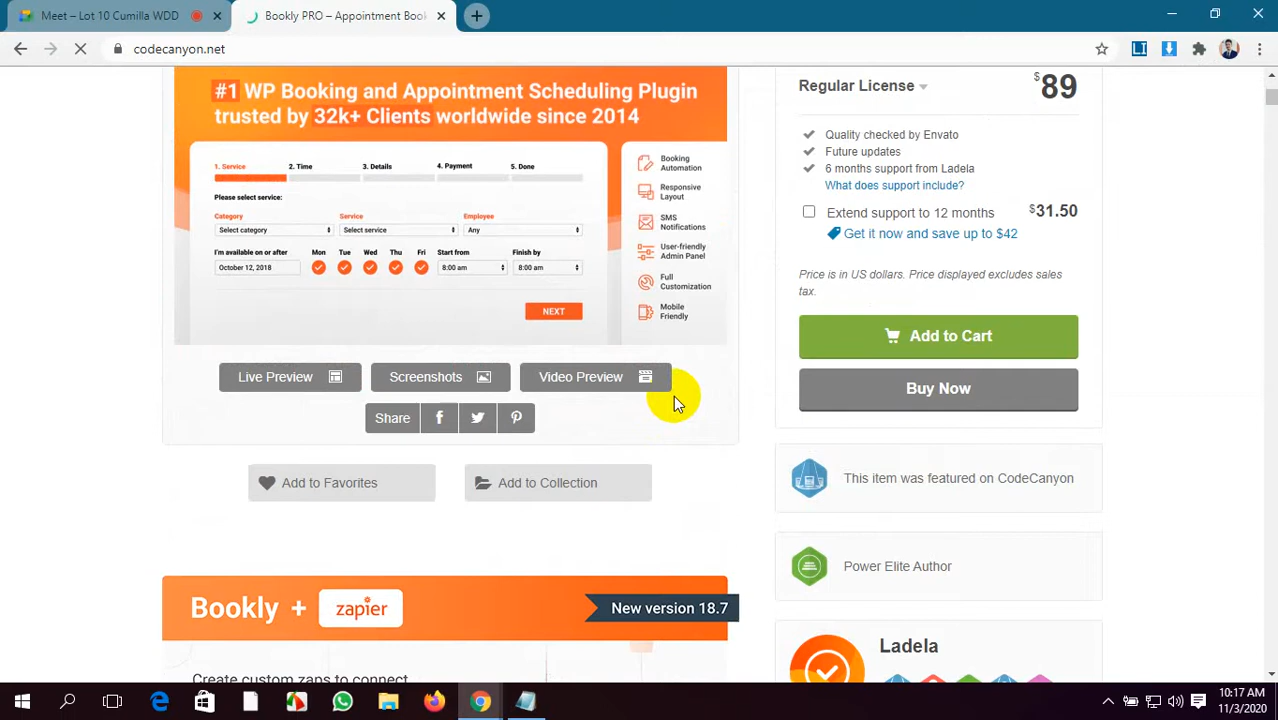 Meet – Lot 10 Cumilla WDD
Bookly PRO – Appointment Book
codecanyon.net
#1 WP Booking and Appointment Scheduling Plugin
trusted by 32k+ Clients worldwide since 2014
1. Service 2. Time 3. Details 4. Payment 5. Done
Please select service:
Category Service Employee
Select category Select service Any
I'm available on or after Mon Tue Wed Thu Fri Start from Finish by
October 12, 2018 8:00 am 8:00 am
NEXT
Booking
Automation
Responsive
Layout
SMS
Notifications
User-friendly
Admin Panel
Full
Customization
Mobile
Friendly
Live Preview
Screenshots
Video Preview
Share
Add to Favorites
Add to Collection
Bookly + zapier
New version 18.7
Create custom zaps to connect
Regular License $89
Quality checked by Envato
Future updates
6 months support from Ladela
What does support include?
Extend support to 12 months $31.50
Get it now and save up to $42
Price is in US dollars. Price displayed excludes sales
tax.
Add to Cart
Buy Now
This item was featured on CodeCanyon
Power Elite Author
Ladela
10:17 AM
11/3/2020